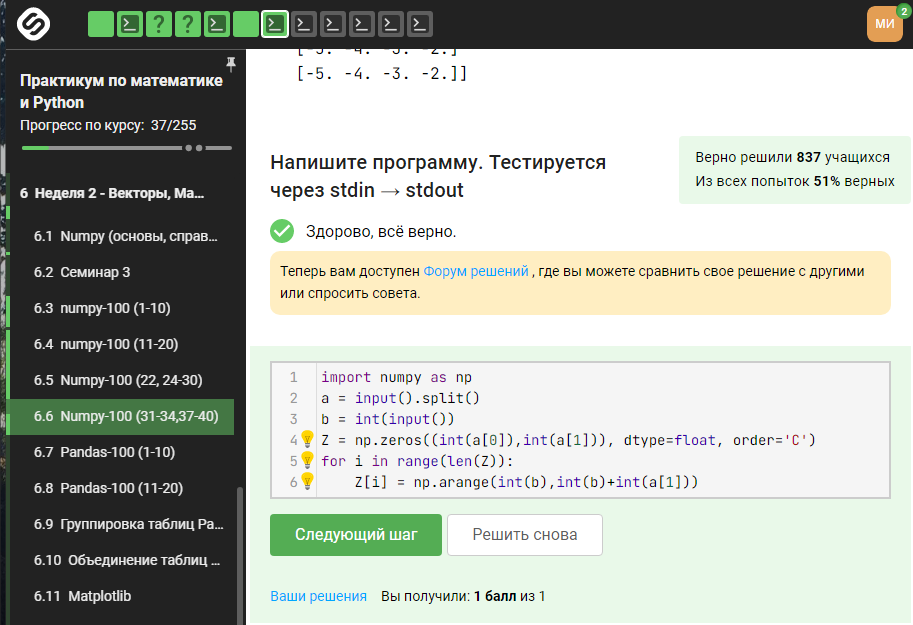 МИ
2
Практикум по математике
и Python
Прогресс по курсу: 37/255
6 Неделя 2 - Векторы, Ма...
6.1 Numpy (основы, справ...
6.2 Семинар 3
6.3 numpy-100 (1-10)
6.4 numpy-100 (11-20)
6.5 Numpy-100 (22, 24-30)
6.6 Numpy-100 (31-34,37-40)
6.7 Pandas-100 (1-10)
6.8 Pandas-100 (11-20)
6.9 Группировка таблиц Pa...
6.10 Объединение таблиц ...
6.11 Matplotlib
[-5. -4. -3. -2.]
[-5. -4. -3. -2.]]
Напишите программу. Тестируется
через stdin → stdout
Верно решили 837 учащихся
Из всех попыток 51% верных
Здорово, всё верно.
Теперь вам доступен Форум решений , где вы можете сравнить свое решение с другими
или спросить совета.
1 import numpy as np
2 a = input().split()
3 b = int(input())
4 Z = np.zeros((int(a[0]),int(a[1])), dtype=float, order='C')
5 for i in range(len(Z)):
6     Z[i] = np.arange(int(b),int(b)+int(a[1]))
Следующий шаг
Решить снова
Ваши решения Вы получили: 1 балл из 1